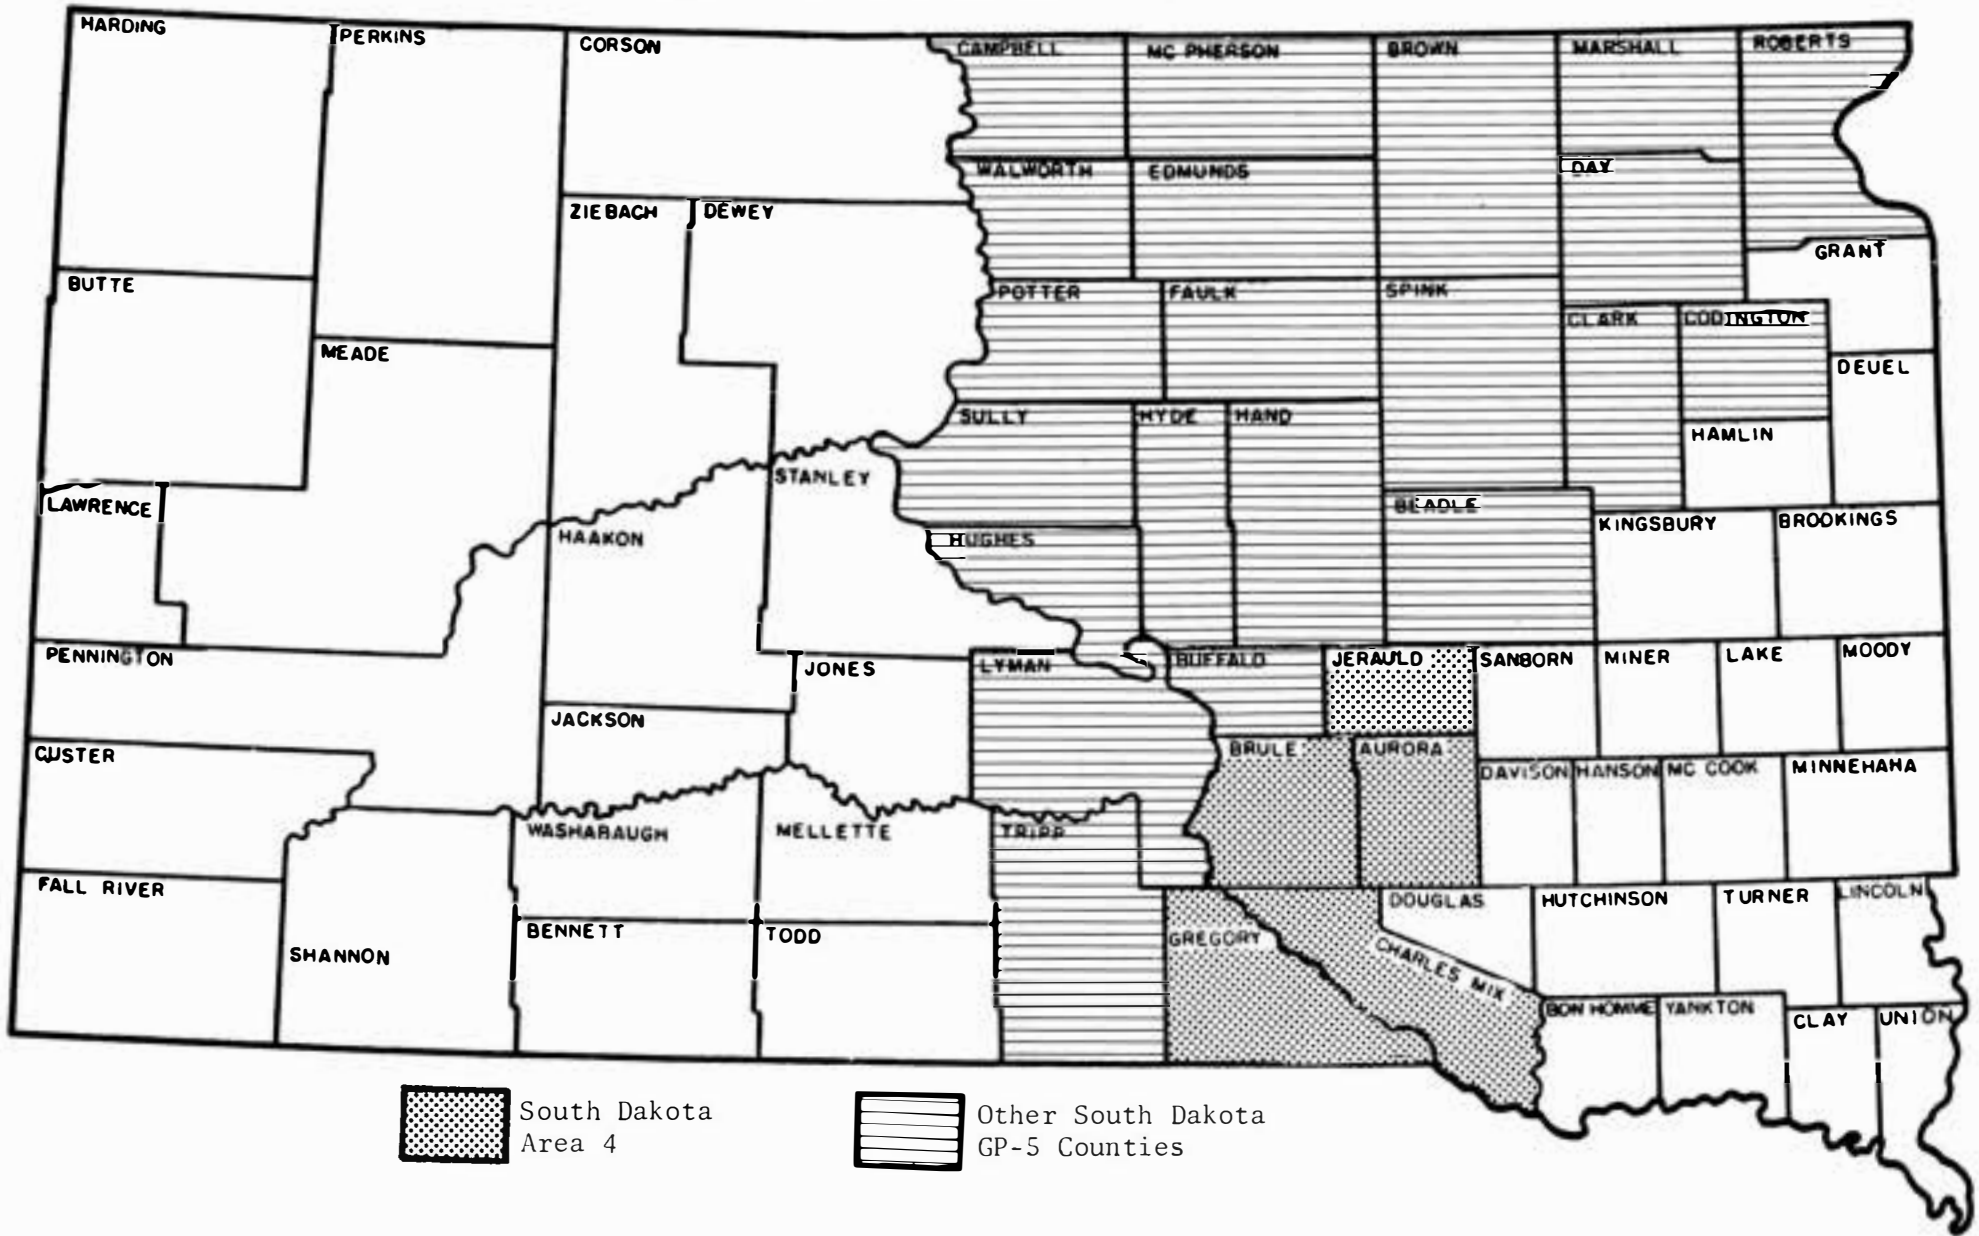 HARDING
PERKINS
CORSON
CAMPBELL
MC PHERSON
BROWN
MARSHALL
ROBERTS
WALWORTH
EDMUNDS
DAY
ZIEBACH
DEWEY
GRANT
BUTTE
POTTER
FAULK
SPINK
CLARK
CODINGTON
MEADE
DEUEL
SULLY
HYDE
HAND
HAMLIN
STANLEY
LAWRENCE
BEADLE
KINGSBURY
BROOKINGS
HAAKON
HUGHES
PENNINGTON
JONES
LYMAN
BUFFALO
JERAULD
SANBORN
MINER
LAKE
MOODY
JACKSON
CUSTER
BRULE
AURORA
DAVISON
HANSON
MC COOK
MINNEHAHA
WASHABAUGH
MELLETTE
TRIPP
FALL RIVER
DOUGLAS
HUTCHINSON
TURNER
LINCOLN
SHANNON
BENNETT
TODD
GREGORY
CHARLES MIX
BON HOMME
YANKTON
CLAY
UNION
South Dakota
Area 4
Other South Dakota
GP-5 Counties